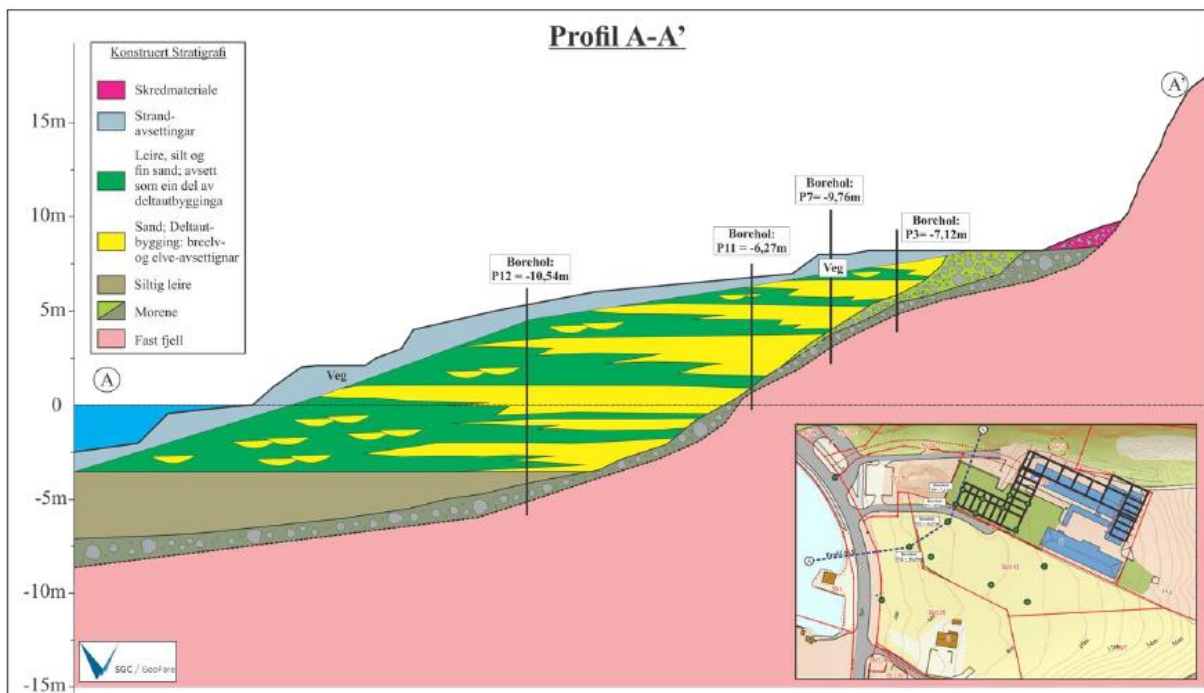 Profil A-A'
Konstruert Stratigrafi
Skredmateriale
Strand-
avsettingar
Leire, silt og
fin sand; avsett
som ein del av
deltautbygginga
Sand; Deltaut-
bygging: breelv-
og elve-avsettignar
Siltig leire
Morene
Fast fjell
A
A'
15m
10m
5m
0
-5m
-10m
-15m
Borehol:
P12 = -10,54m
Borehol:
P11 = -6,27m
Borehol:
P7= -9,76m
Borehol:
P3= -7,12m
Veg
Veg
SGC / GeoFare
A